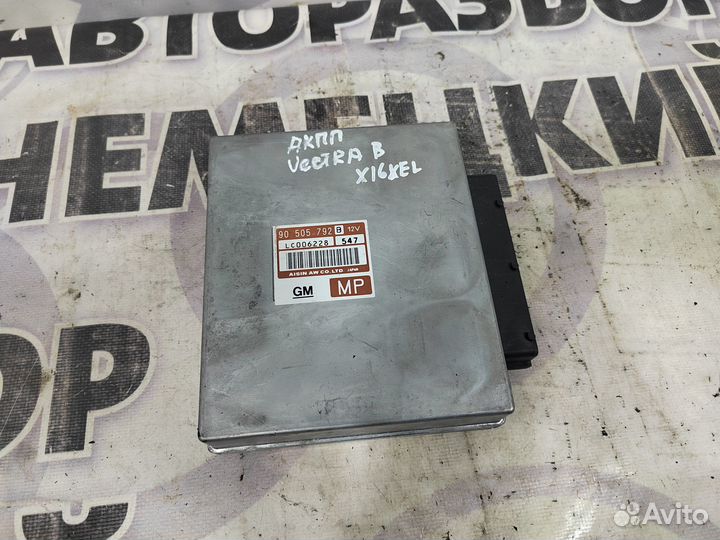 АВТОРАЗБОР
НЕМЕЦКИЙ
АКПП
VECTRA B
X16XEL
90 505 792 B 12V
LC006228 547
AISIN AW CO.,LTD JAPAN
GM MP
Avito